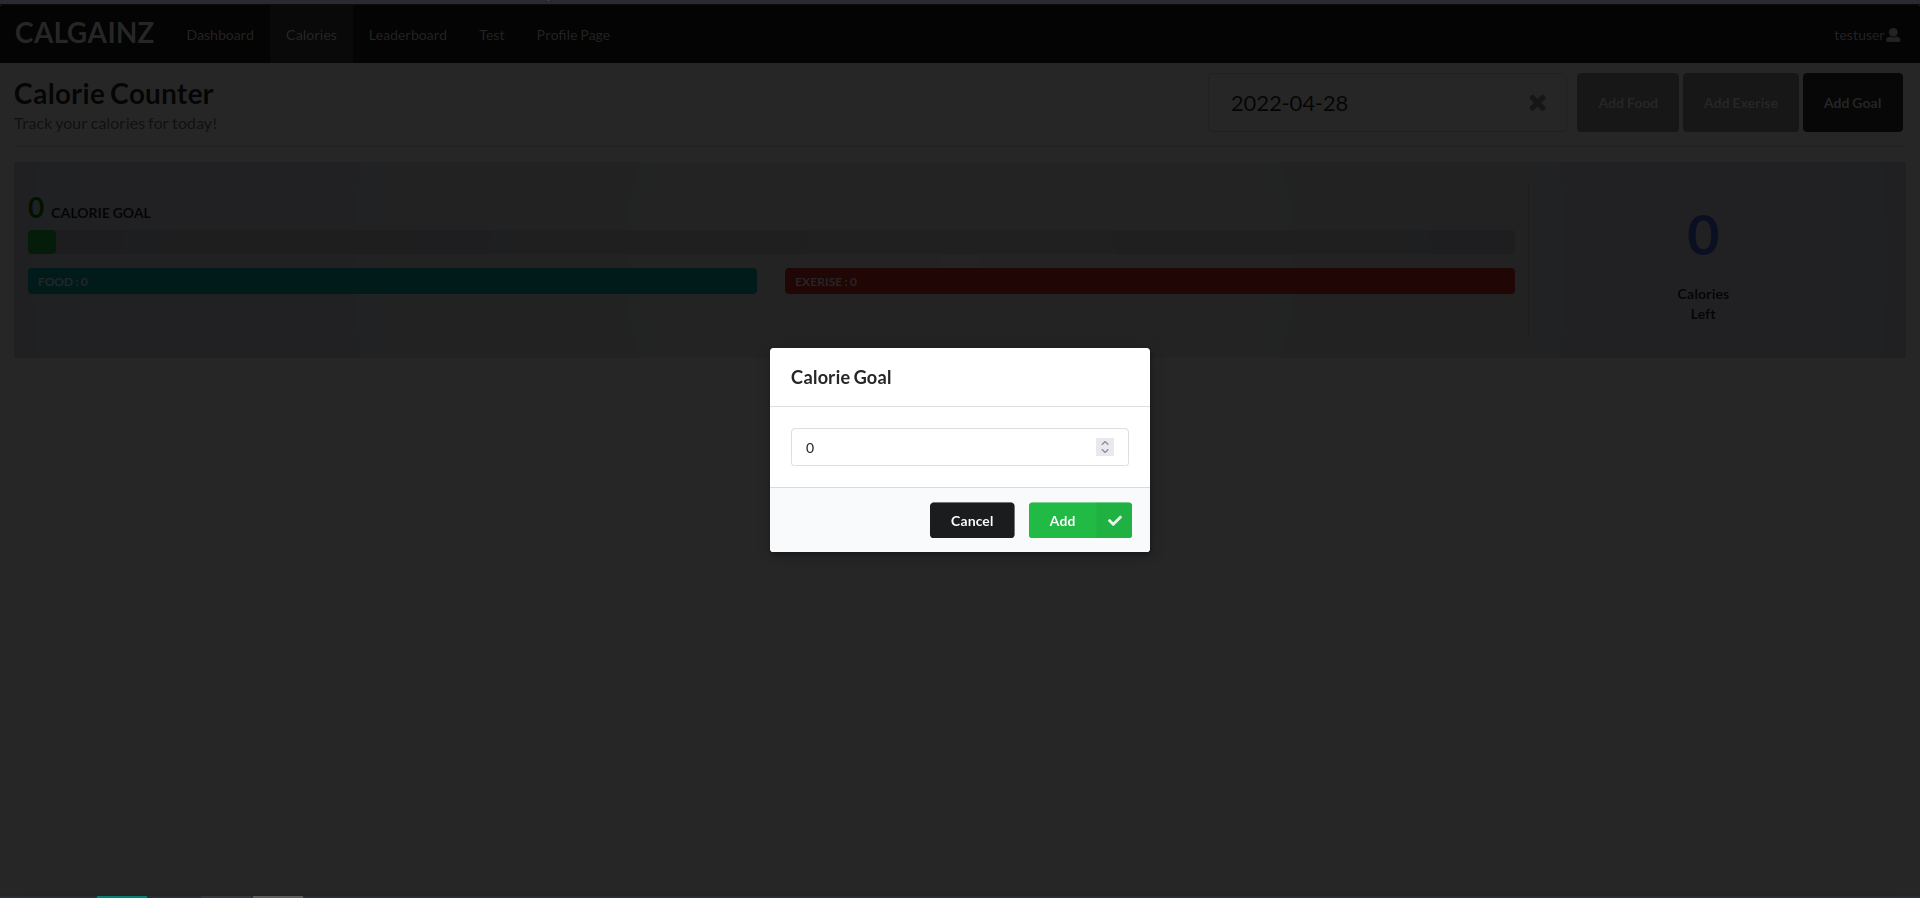 CALGAINZ Dashboard Calories Leaderboard Test Profile Page testuser
Calorie Counter
Track your calories for today!
2022-04-28
Add Food Add Exerise Add Goal
0 CALORIE GOAL
FOOD : 0 EXERISE : 0
0
Calories
Left
Calorie Goal
0
Cancel Add